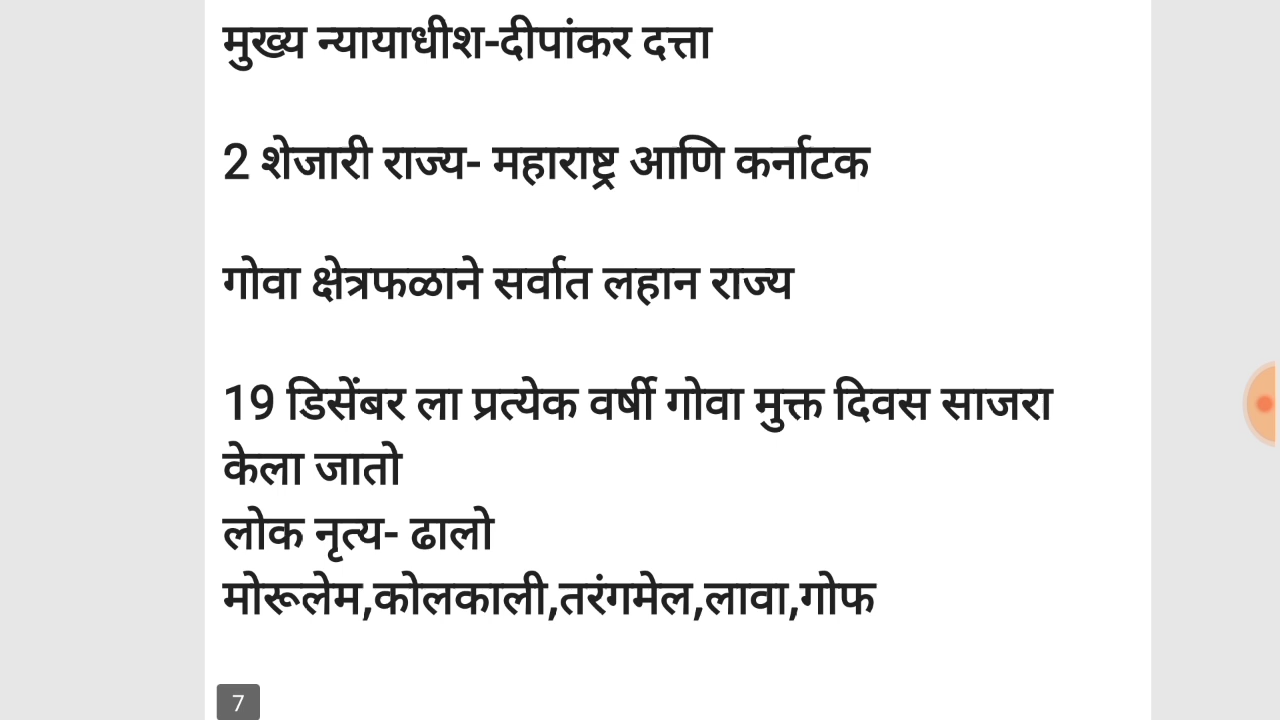 मुख्य न्यायाधीश-दीपांकर दत्ता
2 शेजारी राज्य- महाराष्ट्र आणि कर्नाटक
गोवा क्षेत्रफळाने सर्वात लहान राज्य
19 डिसेंबर ला प्रत्येक वर्षी गोवा मुक्त दिवस साजरा
केला जातो
लोक नृत्य- ढालो
मोरूलेम,कोलकाली,तरंगमेल,लावा,गोफ
7